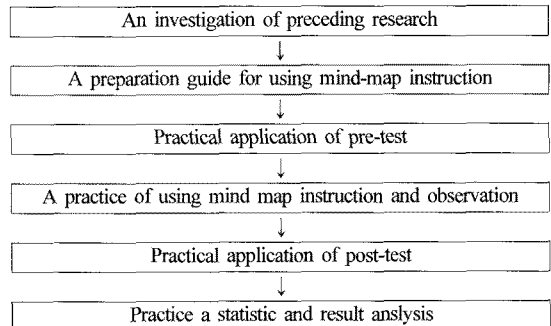 An investigation of preceding research
A preparation guide for using mind-map instruction
Practical application of pre-test
A practice of using mind map instruction and observation
Practical application of post-test
Practice a statistic and result anslysis